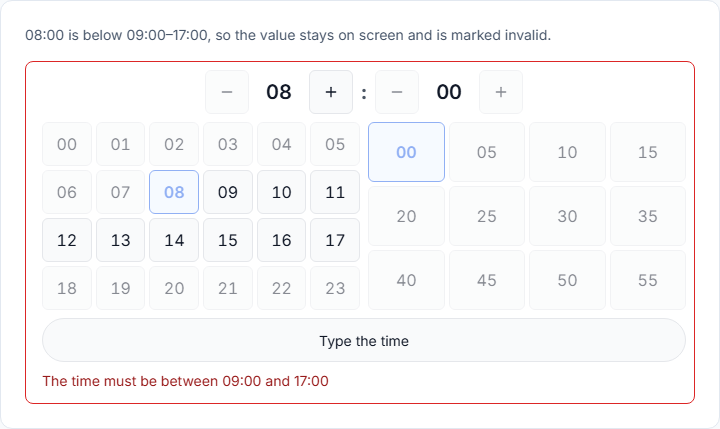 08:00 is below 09:00–17:00, so the value stays on screen and is marked invalid.
− 08 + : − 00 +
00 01 02 03 04 05
06 07 08 09 10 11
12 13 14 15 16 17
18 19 20 21 22 23
00 05 10 15
20 25 30 35
40 45 50 55
Type the time
The time must be between 09:00 and 17:00